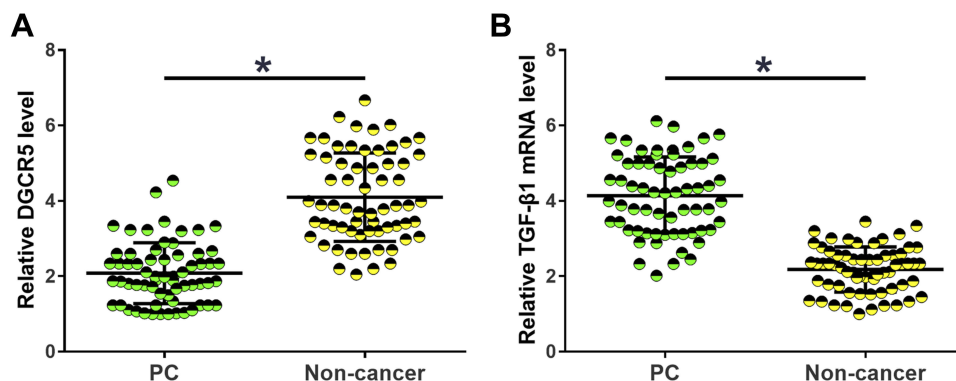 A
B
Relative DGCR5 level
8
6
4
2
0
*
PC
Non-cancer
Relative TGF-β1 mRNA level
8
6
4
2
0
*
PC
Non-cancer